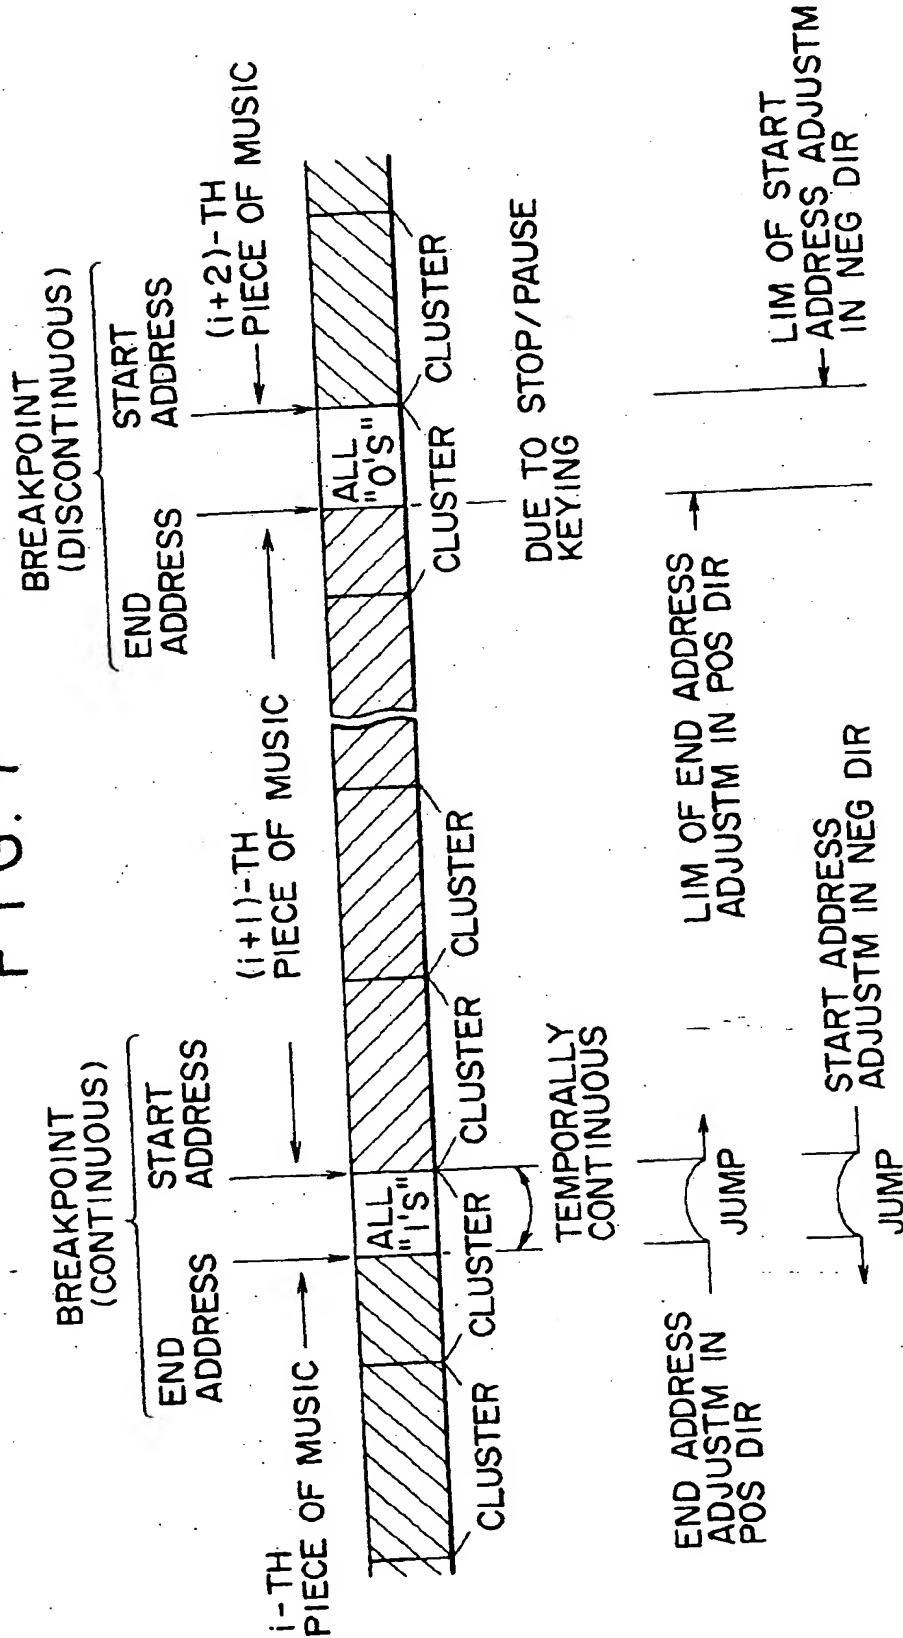 BREAKPOINT
(CONTINUOUS)
END
ADDRESS
START
ADDRESS
BREAKPOINT
(DISCONTINUOUS)
END
ADDRESS
START
ADDRESS
i-TH
PIECE OF MUSIC
(i+1)-TH
PIECE OF MUSIC
(i+2)-TH
PIECE OF MUSIC
ALL
"1'S"
ALL
"0'S"
CLUSTER
CLUSTER
CLUSTER
CLUSTER
CLUSTER
CLUSTER
TEMPORALLY
CONTINUOUS
DUE TO STOP/PAUSE
KEYING
END ADDRESS
ADJUSTM IN
POS DIR
JUMP
LIM OF END ADDRESS
ADJUSTM IN POS DIR
JUMP
START ADDRESS
ADJUSTM IN NEG DIR
LIM OF START
ADDRESS ADJUSTM
IN NEG DIR